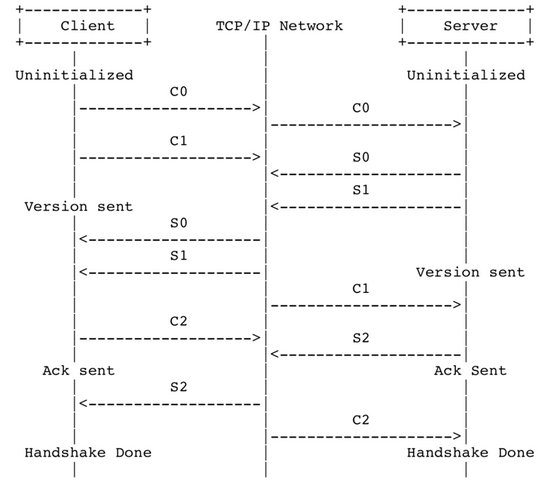 Client TCP/IP Network Server
Uninitialized Uninitialized
C0
C0
C1
S0
S1
Version sent
S0
S1
Version sent
C1
C2
S2
Ack sent Ack Sent
S2
C2
Handshake Done Handshake Done